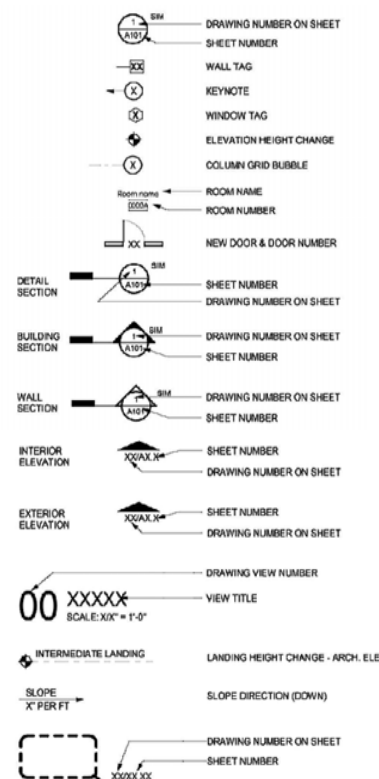 SIM
1 DRAWING NUMBER ON SHEET
A101 SHEET NUMBER
XX WALL TAG
X KEYNOTE
X WINDOW TAG
ELEVATION HEIGHT CHANGE
X COLUMN GRID BUBBLE
Room name ROOM NAME
0000A ROOM NUMBER
XX NEW DOOR & DOOR NUMBER
SIM
1
DETAIL SECTION A101 SHEET NUMBER
DRAWING NUMBER ON SHEET
SIM
BUILDING SECTION 1 DRAWING NUMBER ON SHEET
A101 SHEET NUMBER
SIM
WALL SECTION 1 DRAWING NUMBER ON SHEET
A101 SHEET NUMBER
INTERIOR ELEVATION XX/AX.X SHEET NUMBER
DRAWING NUMBER ON SHEET
EXTERIOR ELEVATION XX/AX.X SHEET NUMBER
DRAWING NUMBER ON SHEET
DRAWING VIEW NUMBER
00 XXXXX VIEW TITLE
SCALE: X/X" = 1'-0"
INTERMEDIATE LANDING LANDING HEIGHT CHANGE - ARCH. ELE
SLOPE SLOPE DIRECTION (DOWN)
X" PER FT
DRAWING NUMBER ON SHEET
SHEET NUMBER
XX/XX.XX